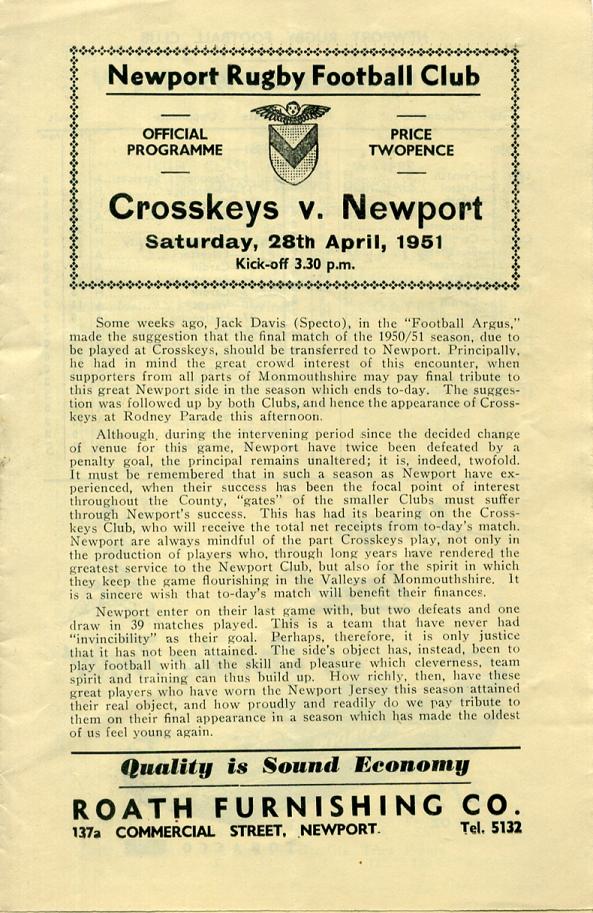 Newport Rugby Football Club
OFFICIAL
PROGRAMME
PRICE
TWOPENCE
Crosskeys v. Newport
Saturday, 28th April, 1951
Kick-off 3.30 p.m.
Some weeks ago, Jack Davis (Specto), in the "Football Argus,"
made the suggestion that the final match of the 1950/51 season, due to
be played at Crosskeys, should be transferred to Newport. Principally,
he had in mind the great crowd interest of this encounter, when
supporters from all parts of Monmouthshire may pay final tribute to
this great Newport side in the season which ends to-day. The sugges-
tion was followed up by both Clubs, and hence the appearance of Cross-
keys at Rodney Parade this afternoon.
Although, during the intervening period since the decided change
of venue for this game, Newport have twice been defeated by a
penalty goal, the principal remains unaltered; it is, indeed, twofold.
It must be remembered that in such a season as Newport have ex-
perienced, when their success has been the focal point of interest
throughout the County, "gates" of the smaller Clubs must suffer
through Newport's success. This has had its bearing on the Cross-
keys Club, who will receive the total net receipts from to-day's match.
Newport are always mindful of the part Crosskeys play, not only in
the production of players who, through long years have rendered the
greatest service to the Newport Club, but also for the spirit in which
they keep the game flourishing in the Valleys of Monmouthshire. It
is a sincere wish that to-day's match will benefit their finances.
Newport enter on their last game with, but two defeats and one
draw in 39 matches played. This is a team that have never had
"invincibility" as their goal. Perhaps, therefore, it is only justice
that it has not been attained. The side's object has, instead, been to
play football with all the skill and pleasure which cleverness, team
spirit and training can thus build up. How richly, then, have these
great players who have worn the Newport Jersey this season attained
their real object, and how proudly and readily do we pay tribute to
them on their final appearance in a season which has made the oldest
of us feel young again.
Quality is Sound Economy
ROATH FURNISHING CO.
137a COMMERCIAL STREET, NEWPORT. Tel. 5132